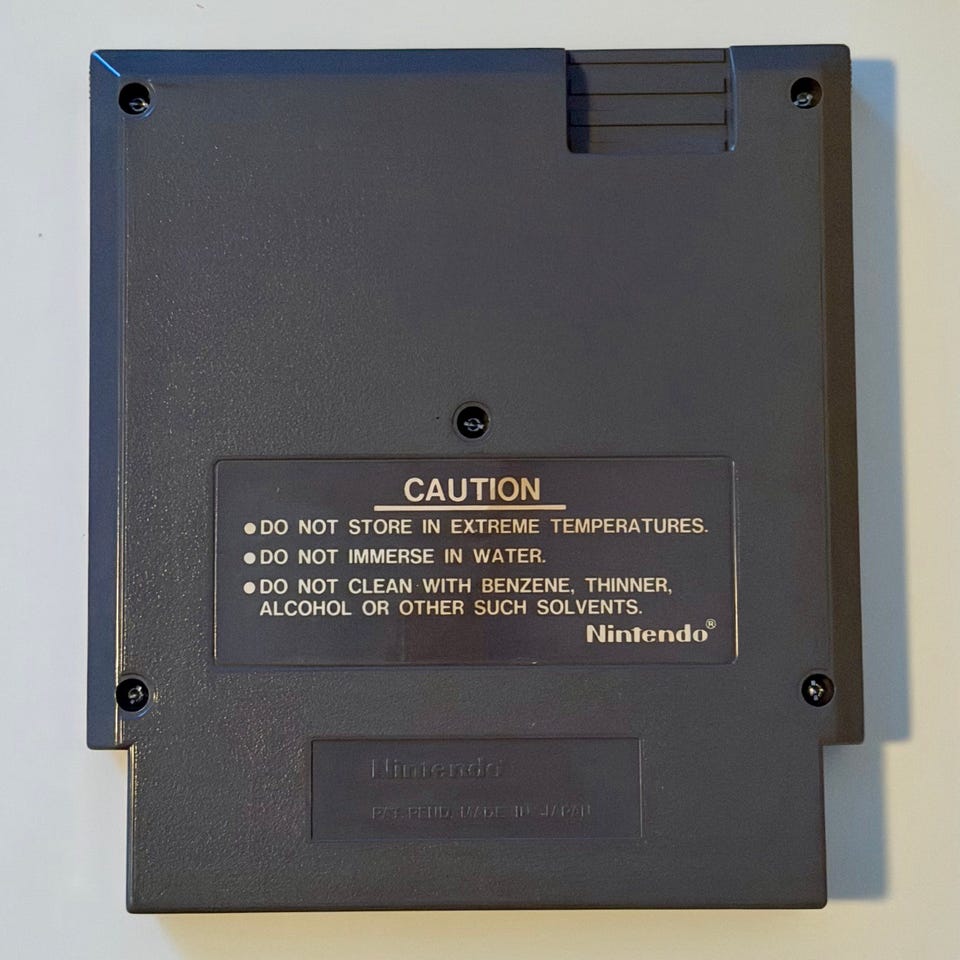 CAUTION
●DO NOT STORE IN EXTREME TEMPERATURES.
●DO NOT IMMERSE IN WATER.
●DO NOT CLEAN WITH BENZENE, THINNER,
ALCOHOL OR OTHER SUCH SOLVENTS.
Nintendo®
Nintendo
PAT. PEND. MADE IN JAPAN